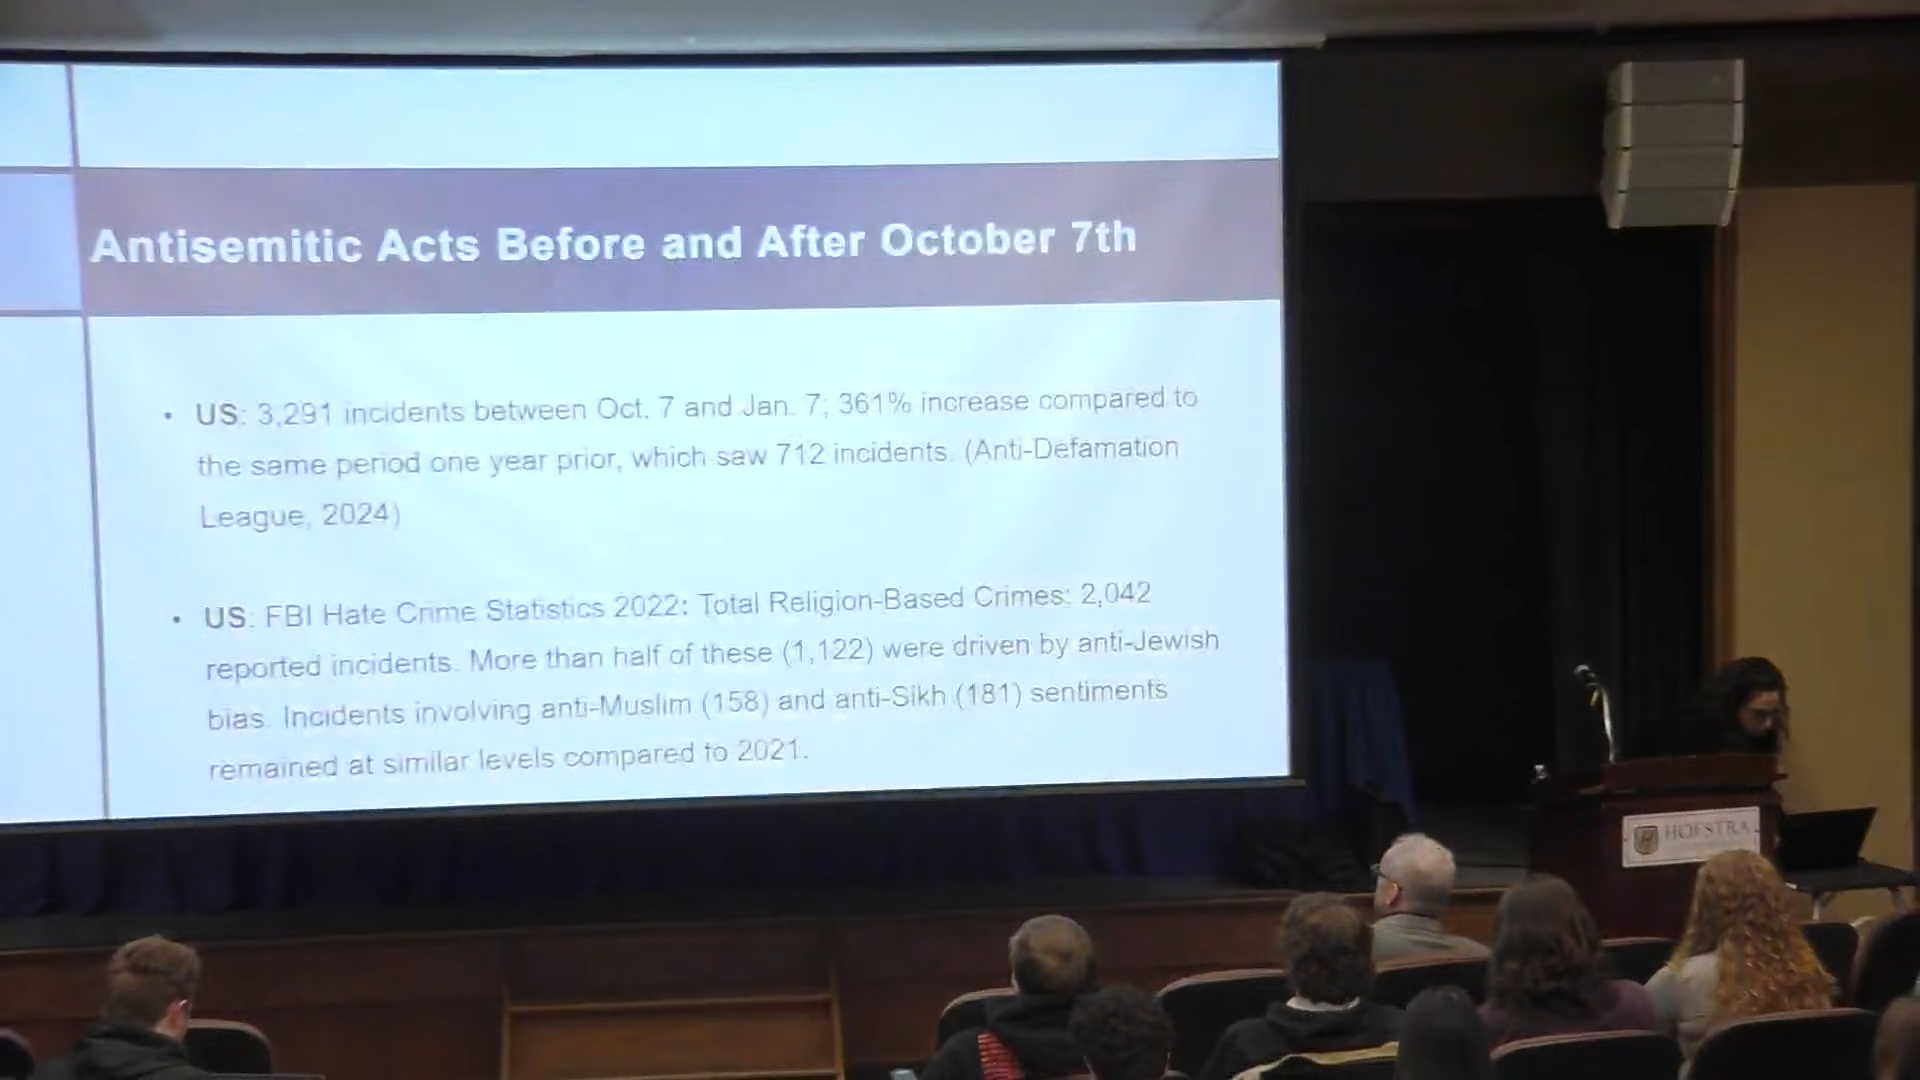 Antisemitic Acts Before and After October 7th
• US: 3,291 incidents between Oct. 7 and Jan. 7; 361% increase compared to
the same period one year prior, which saw 712 incidents. (Anti-Defamation
League, 2024)
• US: FBI Hate Crime Statistics 2022: Total Religion-Based Crimes: 2,042
reported incidents. More than half of these (1,122) were driven by anti-Jewish
bias. Incidents involving anti-Muslim (158) and anti-Sikh (181) sentiments
remained at similar levels compared to 2021.
HOFSTRA